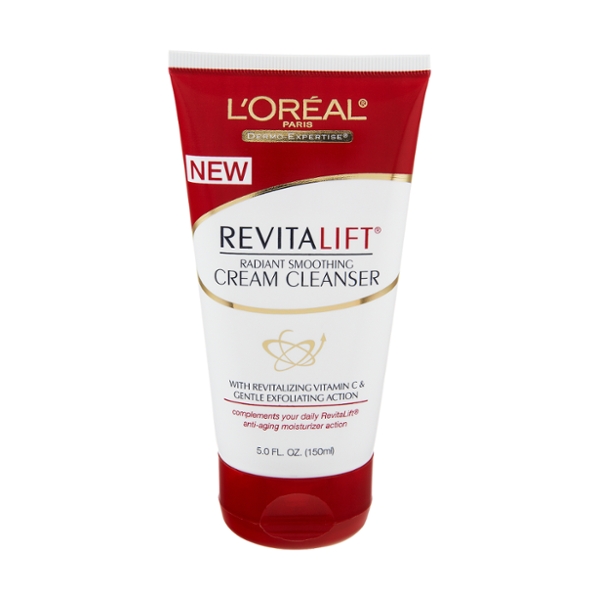 L'ORÉAL®
PARIS
DERMO-EXPERTISE®
NEW
REVITALIFT®
RADIANT SMOOTHING
CREAM CLEANSER
WITH REVITALIZING VITAMIN C &
GENTLE EXFOLIATING ACTION
complements your daily RevitaLift®
anti-aging moisturizer action
5.0 FL. OZ. (150ml)